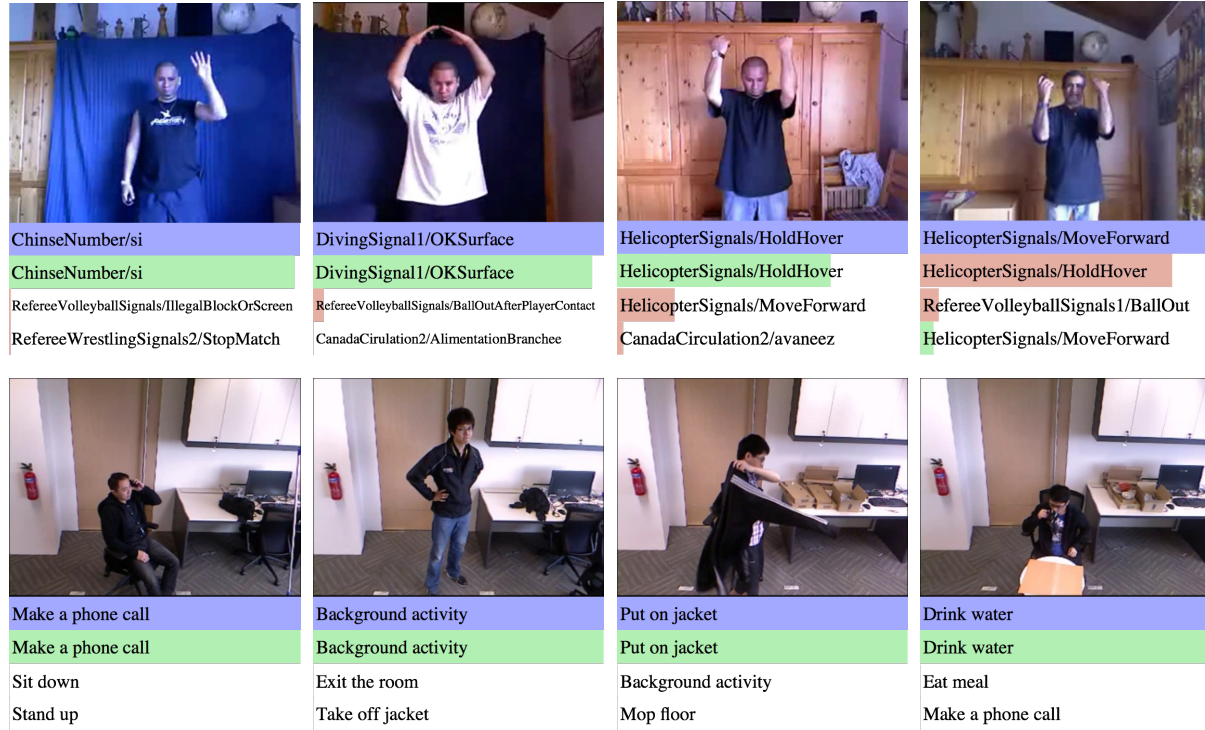 ChinseNumber/si
ChinseNumber/si
RefereeVolleyballSignals/IllegalBlockOrScreen
RefereeWrestlingSignals2/StopMatch
DivingSignal1/OKSurface
DivingSignal1/OKSurface
RefereeVolleyballSignals/BallOutAfterPlayerContact
CanadaCirulation2/AlimentationBranchee
HelicopterSignals/HoldHover
HelicopterSignals/HoldHover
HelicopterSignals/MoveForward
CanadaCirculation2/avaneez
HelicopterSignals/MoveForward
HelicopterSignals/HoldHover
RefereeVolleyballSignals1/BallOut
HelicopterSignals/MoveForward
Make a phone call
Make a phone call
Sit down
Stand up
Background activity
Background activity
Exit the room
Take off jacket
Put on jacket
Put on jacket
Background activity
Mop floor
Drink water
Drink water
Eat meal
Make a phone call